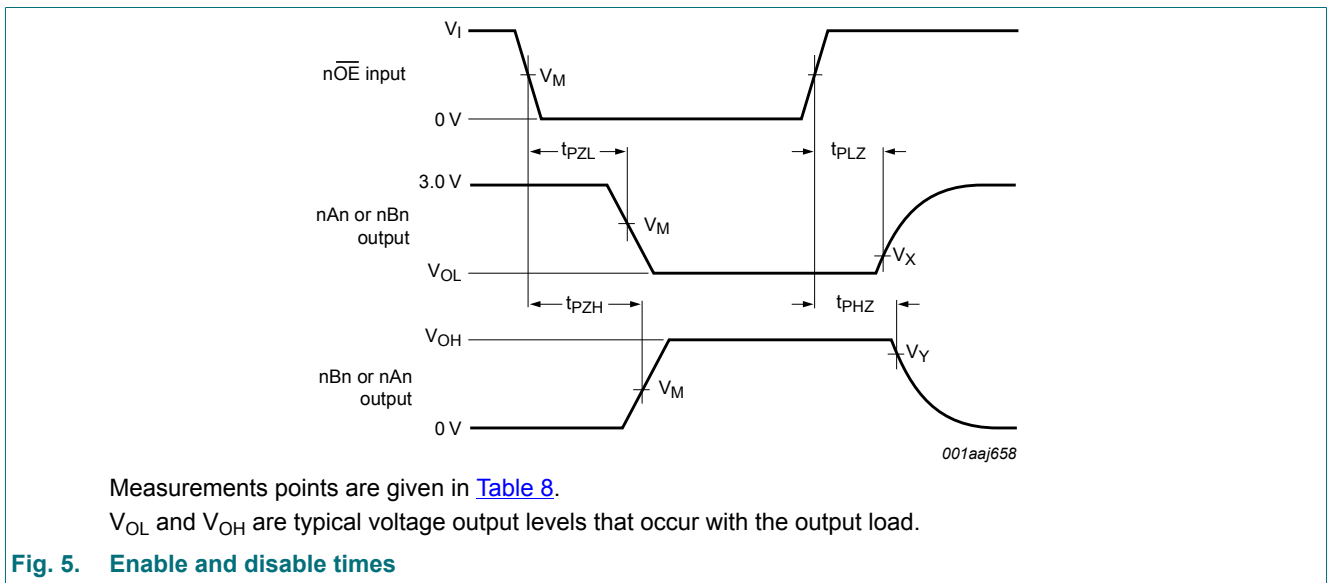 VI
nOE input
VM
0 V
tPZL
tPLZ
3.0 V
nAn or nBn
output
VM
VX
VOL
tPZH
tPHZ
VOH
VY
nBn or nAn
output
VM
0 V
001aaj658
Measurements points are given in Table 8.
VOL and VOH are typical voltage output levels that occur with the output load.
Fig. 5. Enable and disable times